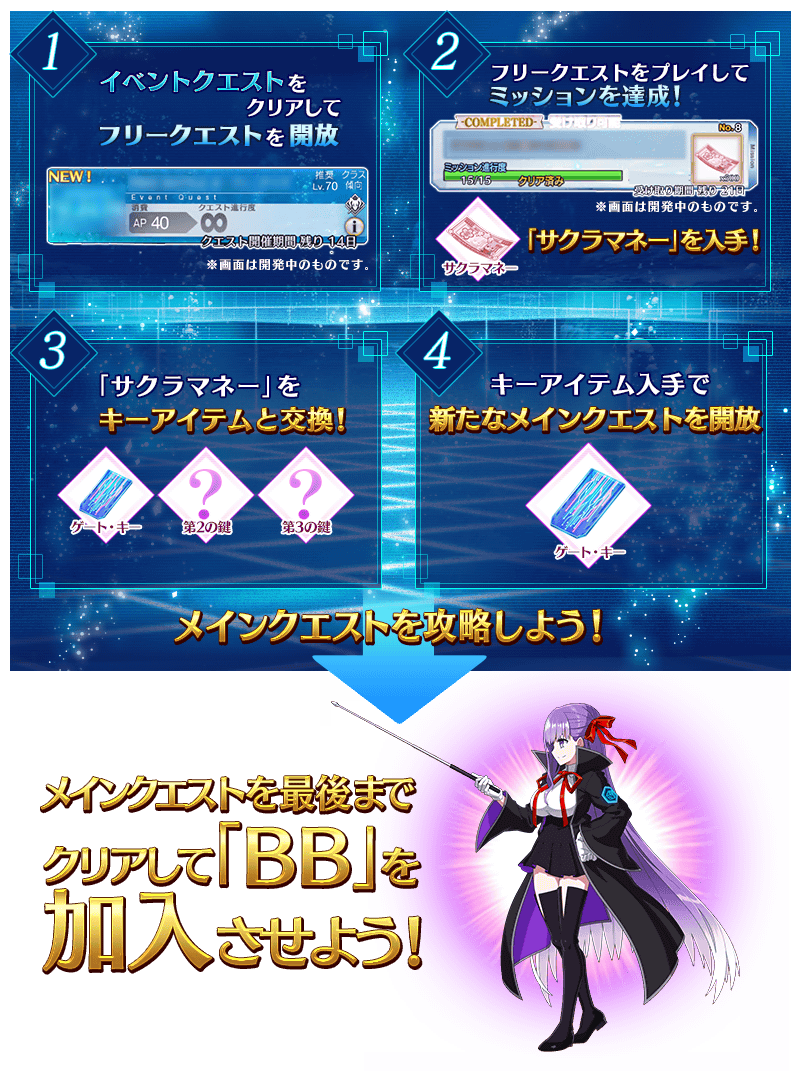 1
イベントクエストを
クリアして
フリークエストを開放
NEW!
推奨 クラス
Lv.70 傾向
Event Quest
消費 クエスト進行度
AP 40 ∞
クエスト開催期間 残り 14日
※画面は開発中のものです。
2
フリークエストをプレイして
ミッションを達成！
-COMPLETED-
No.8
Mission
ミッション進行度
15/15 クリア済み
受け取り期間 残り 21日
※画面は開発中のものです。
「サクラマネー」を入手！
サクラマネー
3
「サクラマネー」を
キーアイテムと交換！
? ?
ゲート・キー 第2の鍵 第3の鍵
4
キーアイテム入手で
新たなメインクエストを開放
ゲート・キー
メインクエストを攻略しよう！
メインクエストを最後まで
クリアして「BB」を
加入させよう！